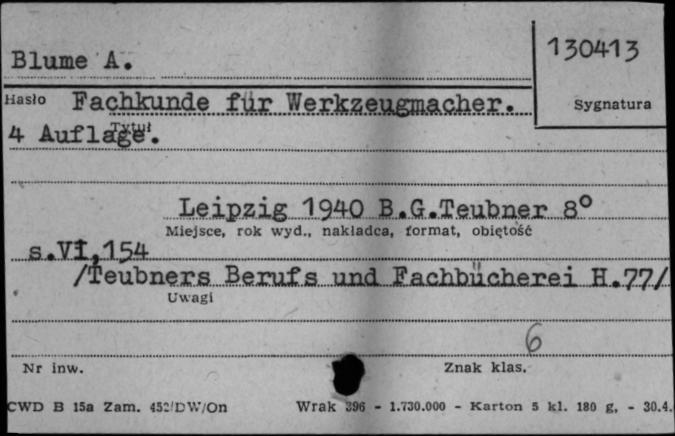 Blume A.
130413
Hasło Fachkunde für Werkzeugmacher.
Sygnatura
Tytuł
4 Auflage.
Leipzig 1940 B.G.Teubner 8°
Miejsce, rok wyd., nakładca, format, objętość
s.VI,154
/Teubners Berufs und Fachbücherei H.77/
Uwagi
6
Nr inw.
Znak klas.
CWD B 15a Zam. 452/DW/On Wrak 396 - 1.730.000 - Karton 5 kl. 180 g, - 30.4.